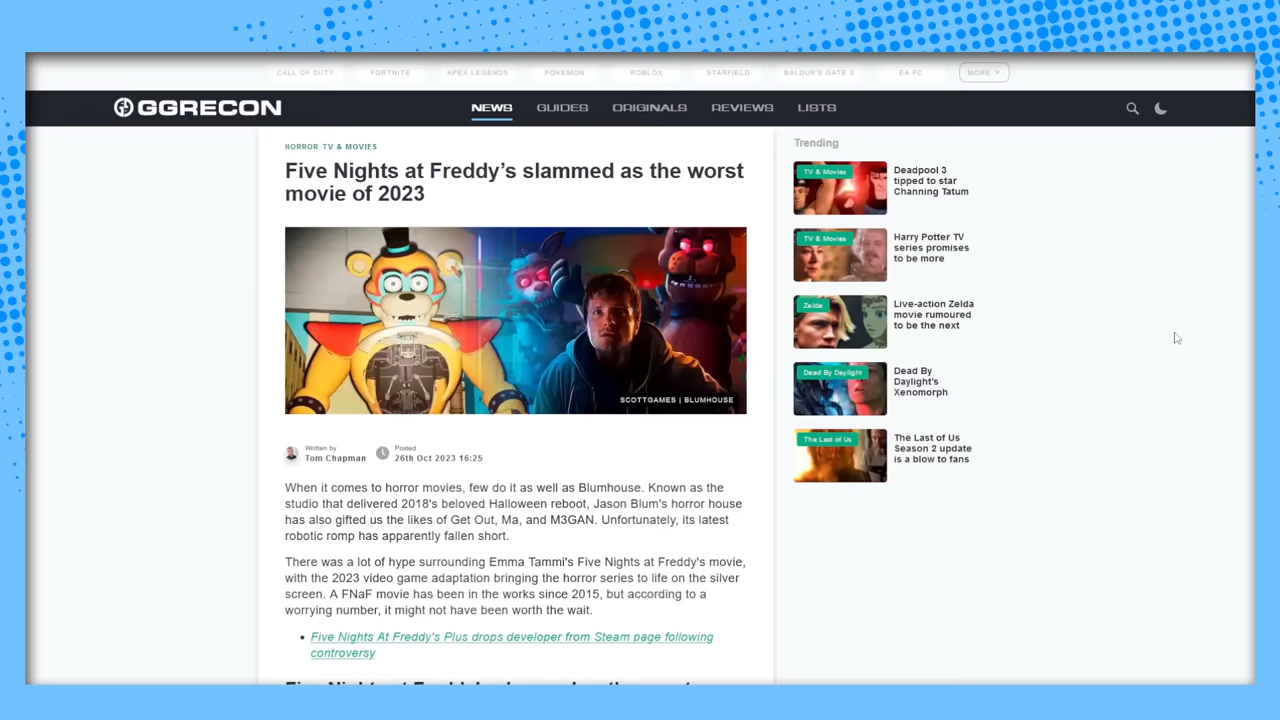 CALL OF DUTY FORTNITE APEX LEGENDS POKEMON ROBLOX STARFIELD BALDUR'S GATE 3 EA FC MORE
GGRECON NEWS GUIDES ORIGINALS REVIEWS LISTS
HORROR TV & MOVIES
Five Nights at Freddy's slammed as the worst
movie of 2023
SCOTTGAMES | BLUMHOUSE
Written by
Tom Chapman
Posted
26th Oct 2023 16:25
When it comes to horror movies, few do it as well as Blumhouse. Known as the
studio that delivered 2018's beloved Halloween reboot, Jason Blum's horror house
has also gifted us the likes of Get Out, Ma, and M3GAN. Unfortunately, its latest
robotic romp has apparently fallen short.
There was a lot of hype surrounding Emma Tammi's Five Nights at Freddy's movie,
with the 2023 video game adaptation bringing the horror series to life on the silver
screen. A FNaF movie has been in the works since 2015, but according to a
worrying number, it might not have been worth the wait.
• Five Nights At Freddy's Plus drops developer from Steam page following
controversy
Trending
TV & Movies
Deadpool 3
tipped to star
Channing Tatum
TV & Movies
Harry Potter TV
series promises
to be more
Zelda
Live-action Zelda
movie rumoured
to be the next
Dead By Daylight
Dead By
Daylight's
Xenomorph
The Last of Us
The Last of Us
Season 2 update
is a blow to fans